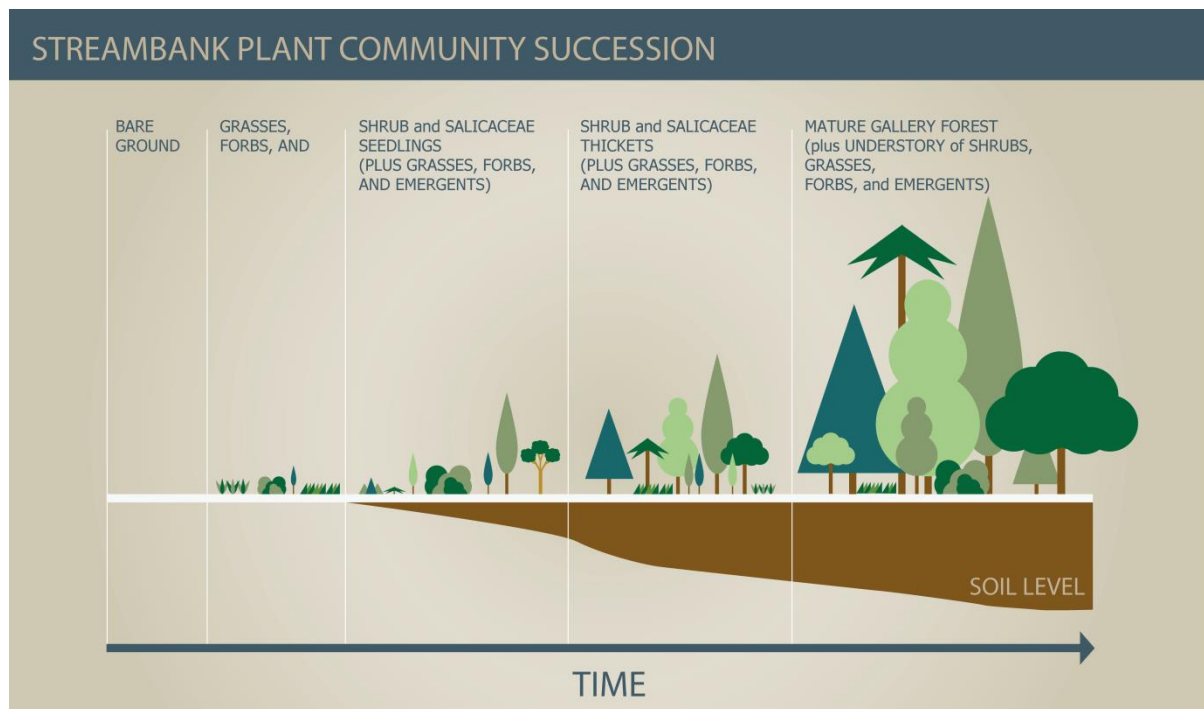 STREAMBANK PLANT COMMUNITY SUCCESSION
BARE
GROUND
GRASSES,
FORBS, AND
SHRUB and SALICACEAE
SEEDLINGS
(PLUS GRASSES, FORBS,
AND EMERGENTS)
SHRUB and SALICACEAE
THICKETS
(PLUS GRASSES, FORBS,
AND EMERGENTS)
MATURE GALLERY FOREST
(plus UNDERSTORY of SHRUBS,
GRASSES,
FORBS, and EMERGENTS)
SOIL LEVEL
TIME